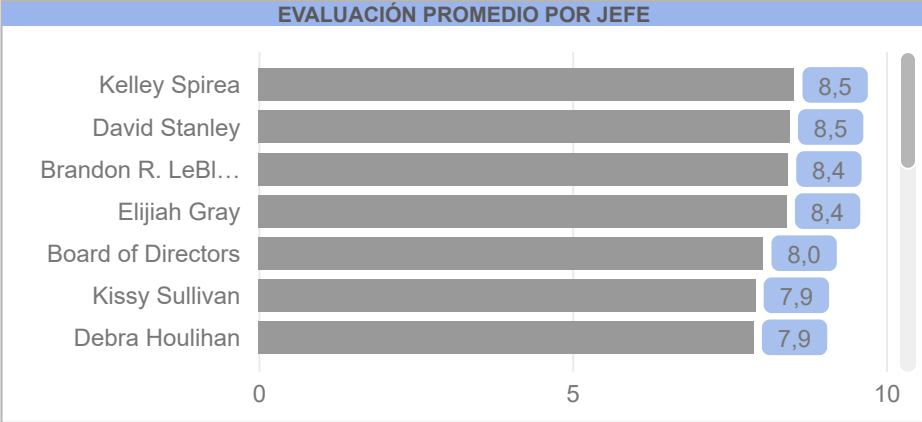 EVALUACIÓN PROMEDIO POR JEFE
Kelley Spirea 8,5
David Stanley 8,5
Brandon R. LeBl… 8,4
Elijiah Gray 8,4
Board of Directors 8,0
Kissy Sullivan 7,9
Debra Houlihan 7,9
0 5 10